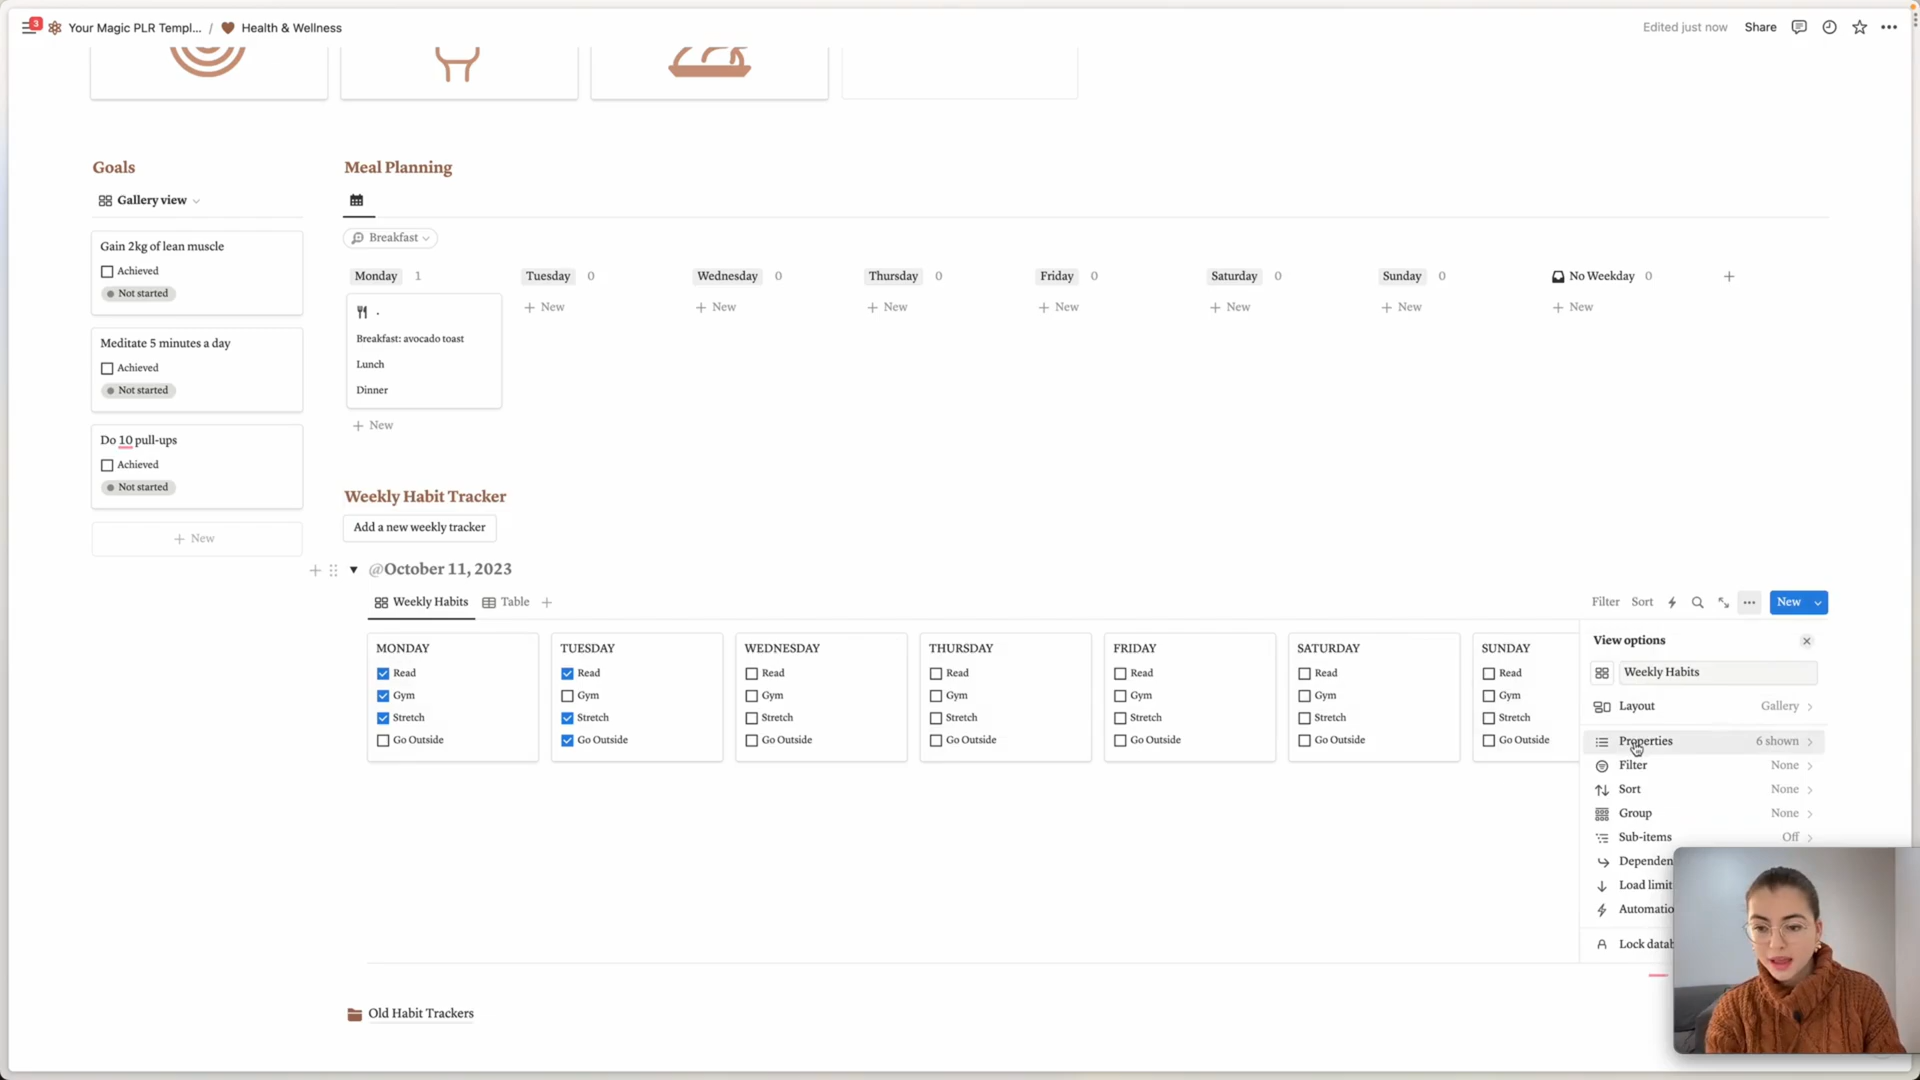 3
Your Magic PLR Templ... / Health & Wellness
Edited just now
Share
Goals
Gallery view
Gain 2kg of lean muscle
Achieved
Not started
Meditate 5 minutes a day
Achieved
Not started
Do 10 pull-ups
Achieved
Not started
+ New
Meal Planning
Breakfast
Monday 1
Tuesday 0
Wednesday 0
Thursday 0
Friday 0
Saturday 0
Sunday 0
No Weekday 0
+
.
Breakfast: avocado toast
Lunch
Dinner
+ New
+ New
+ New
+ New
+ New
+ New
+ New
+ New
Weekly Habit Tracker
Add a new weekly tracker
@October 11, 2023
Weekly Habits
Table
+
Filter
Sort
New
MONDAY
Read
Gym
Stretch
Go Outside
TUESDAY
Read
Gym
Stretch
Go Outside
WEDNESDAY
Read
Gym
Stretch
Go Outside
THURSDAY
Read
Gym
Stretch
Go Outside
FRIDAY
Read
Gym
Stretch
Go Outside
SATURDAY
Read
Gym
Stretch
Go Outside
SUNDAY
Read
Gym
Stretch
Go Outside
View options
Weekly Habits
Layout Gallery
Properties 6 shown
Filter None
Sort None
Group None
Sub-items Off
Dependen
Load limit
Automatio
Lock datab
Old Habit Trackers